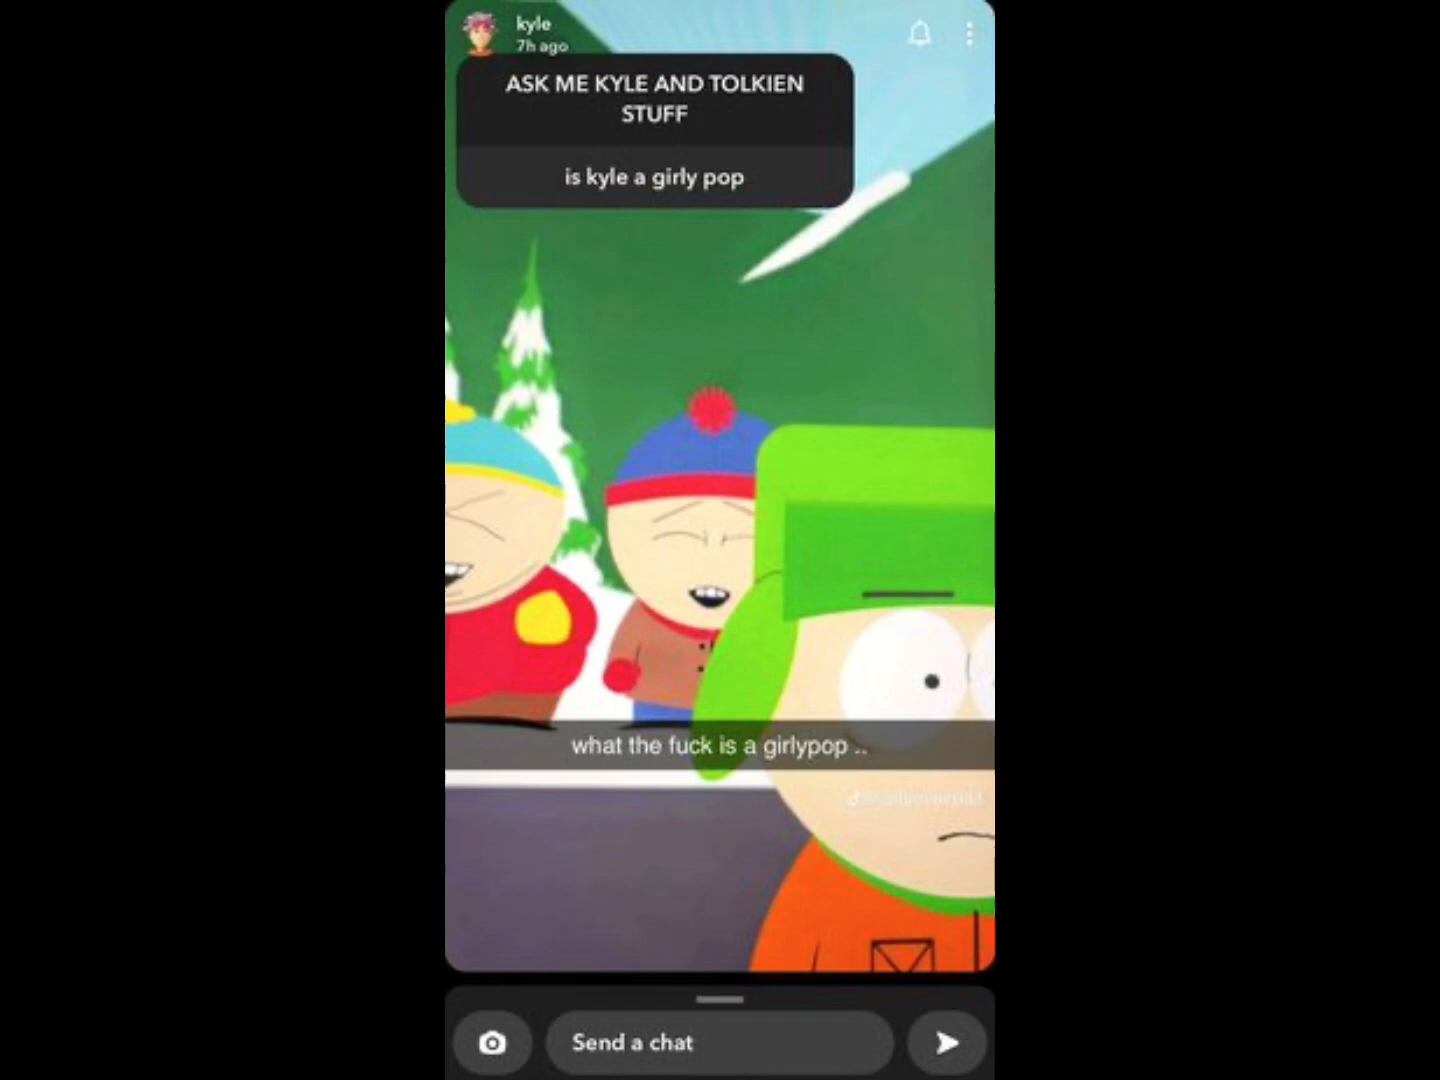 kyle
7h ago
ASK ME KYLE AND TOLKIEN
STUFF
is kyle a girly pop
what the fuck is a girlypop ..
Send a chat